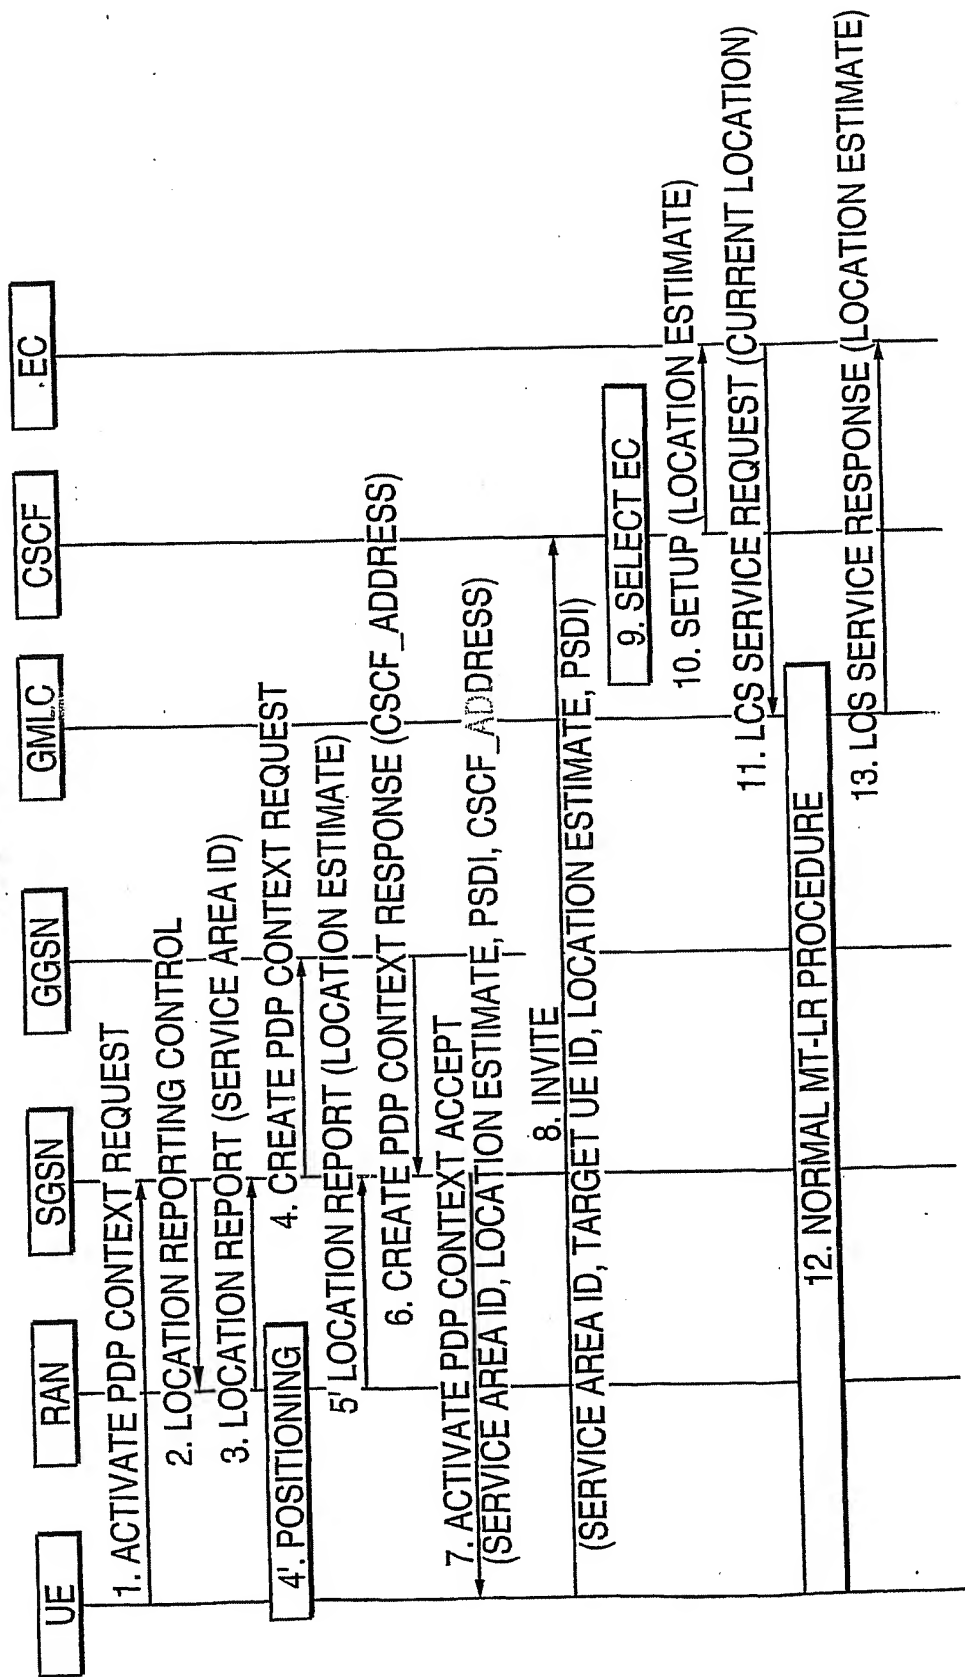 UE
RAN
SGSN
GGSN
GMLC
CSCF
EC
1. ACTIVATE PDP CONTEXT REQUEST
2. LOCATION REPORTING CONTROL
3. LOCATION REPORT (SERVICE AREA ID)
4'. POSITIONING
4. CREATE PDP CONTEXT REQUEST
5' LOCATION REPORT (LOCATION ESTIMATE)
6. CREATE PDP CONTEXT RESPONSE (CSCF_ADDRESS)
7. ACTIVATE PDP CONTEXT ACCEPT
(SERVICE AREA ID, LOCATION ESTIMATE, PSDI, CSCF_ADDRESS)
8. INVITE
(SERVICE AREA ID, TARGET UE ID, LOCATION ESTIMATE, PSDI)
9. SELECT EC
10. SETUP (LOCATION ESTIMATE)
11. LCS SERVICE REQUEST (CURRENT LOCATION)
12. NORMAL MT-LR PROCEDURE
13. LOS SERVICE RESPONSE (LOCATION ESTIMATE)